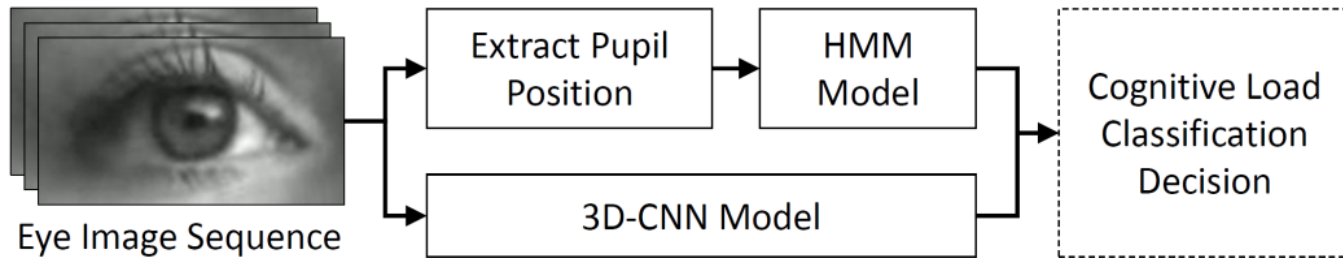 Extract Pupil
Position
HMM
Model
Cognitive Load
Classification
Decision
3D-CNN Model
Eye Image Sequence